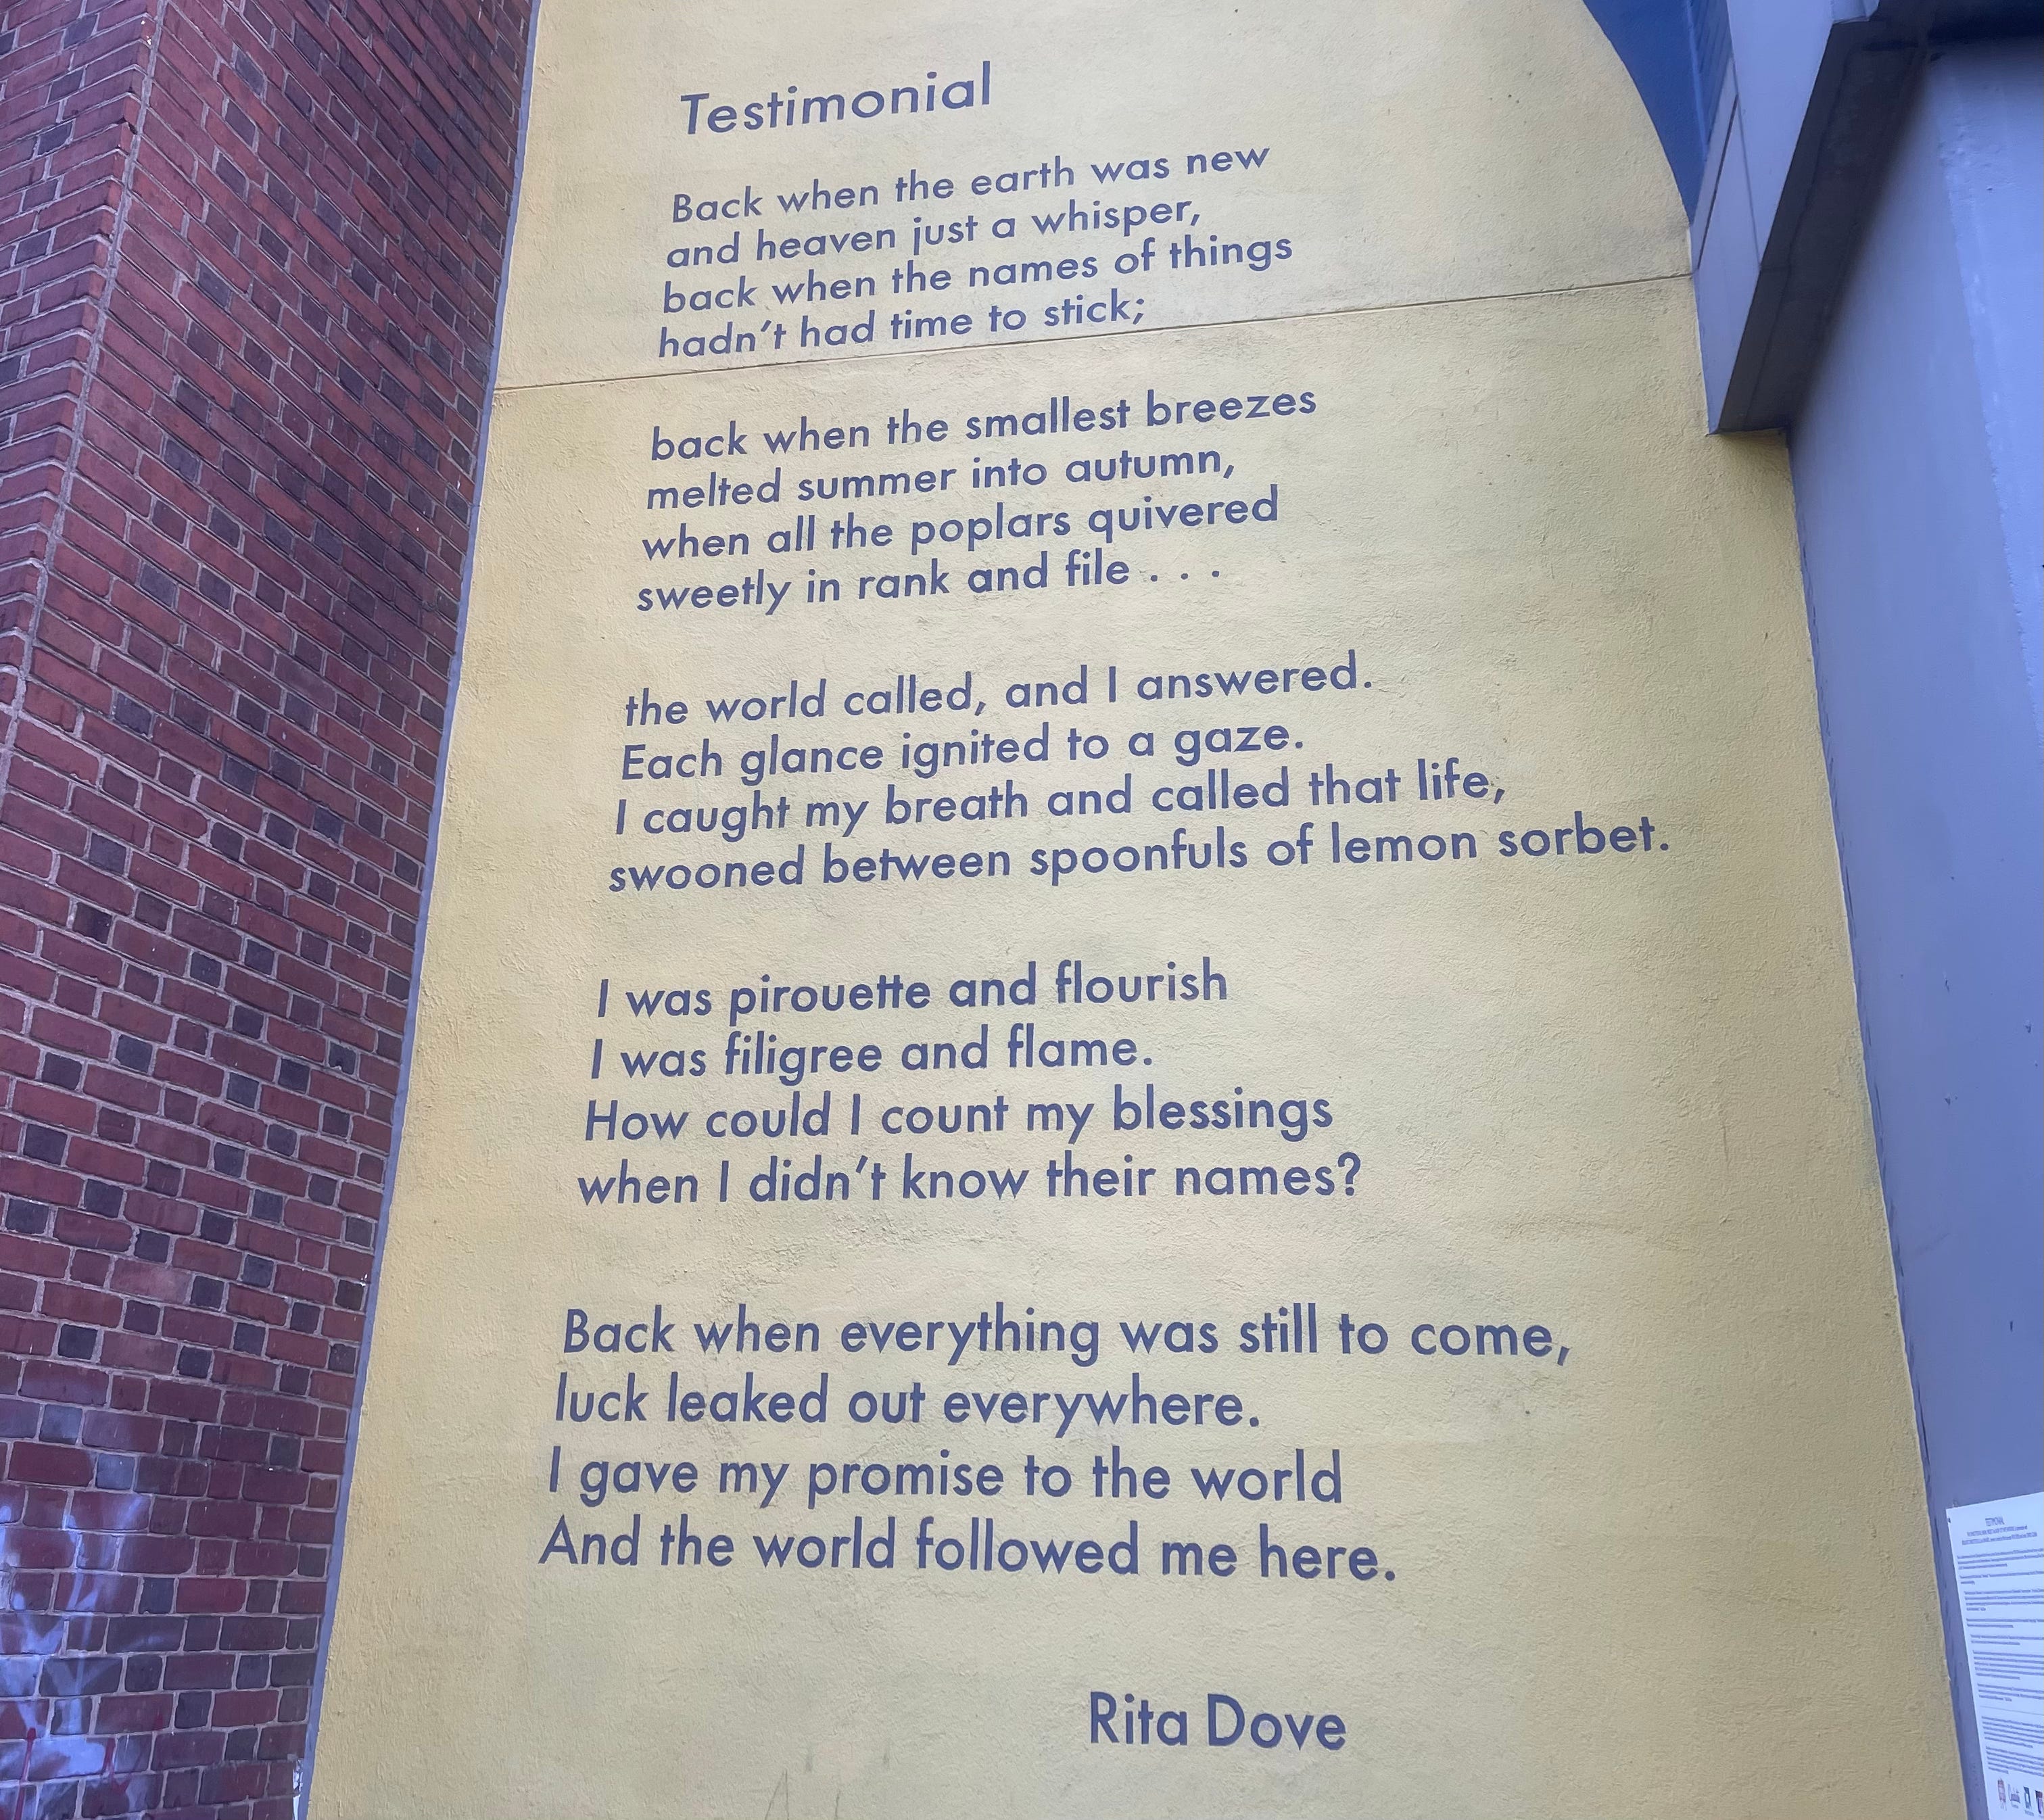 Testimonial
Back when the earth was new
and heaven just a whisper,
back when the names of things
hadn't had time to stick;
back when the smallest breezes
melted summer into autumn,
when all the poplars quivered
sweetly in rank and file . . .
the world called, and I answered.
Each glance ignited to a gaze.
I caught my breath and called that life,
swooned between spoonfuls of lemon sorbet.
I was pirouette and flourish
I was filigree and flame.
How could I count my blessings
when I didn't know their names?
Back when everything was still to come,
luck leaked out everywhere.
I gave my promise to the world
And the world followed me here.
Rita Dove
TESTIMONIAL